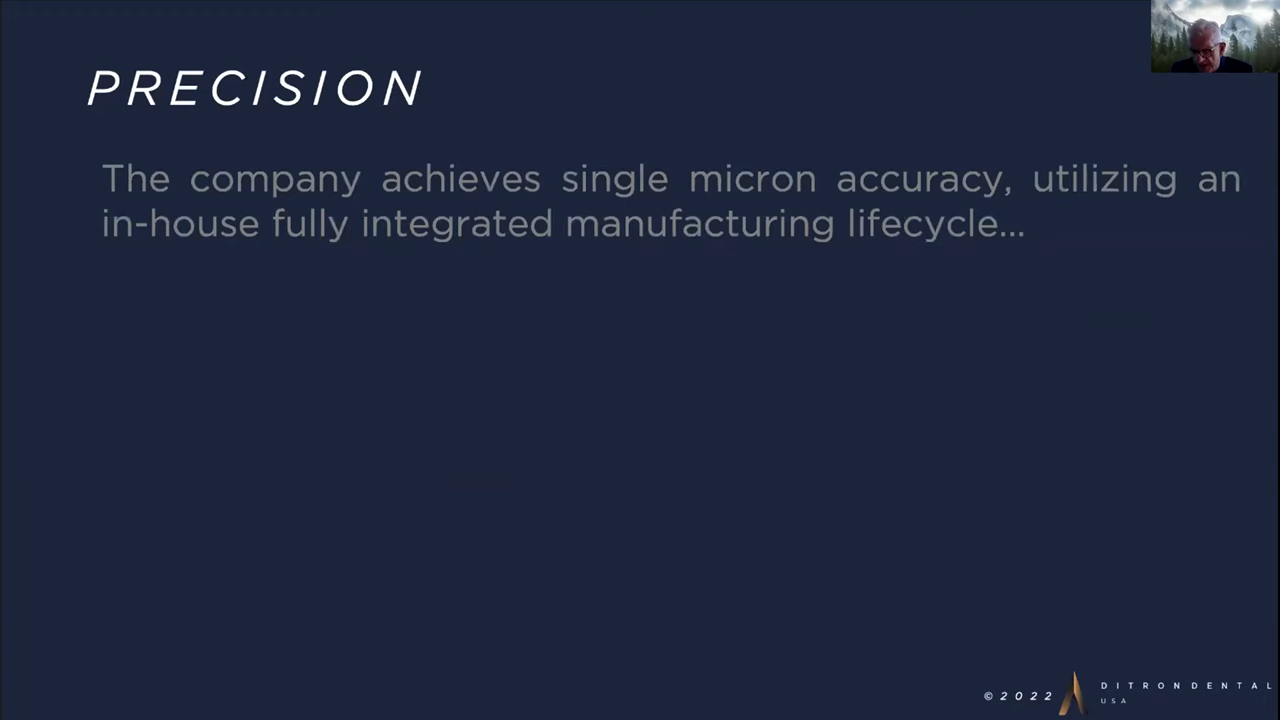 PRECISION
The company achieves single micron accuracy, utilizing an
in-house fully integrated manufacturing lifecycle...
©2022
DITRONDENTAL
USA